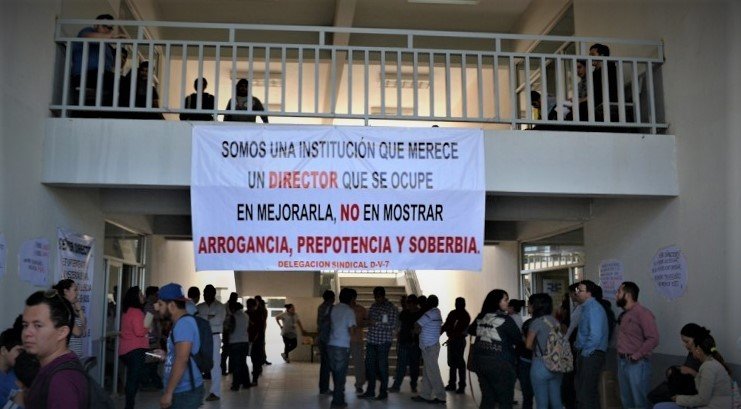 SOMOS UNA INSTITUCIÓN QUE MERECE
UN DIRECTOR QUE SE OCUPE
EN MEJORARLA, NO EN MOSTRAR
ARROGANCIA, PREPOTENCIA Y SOBERBIA.
DELEGACION SINDICAL D-V-7